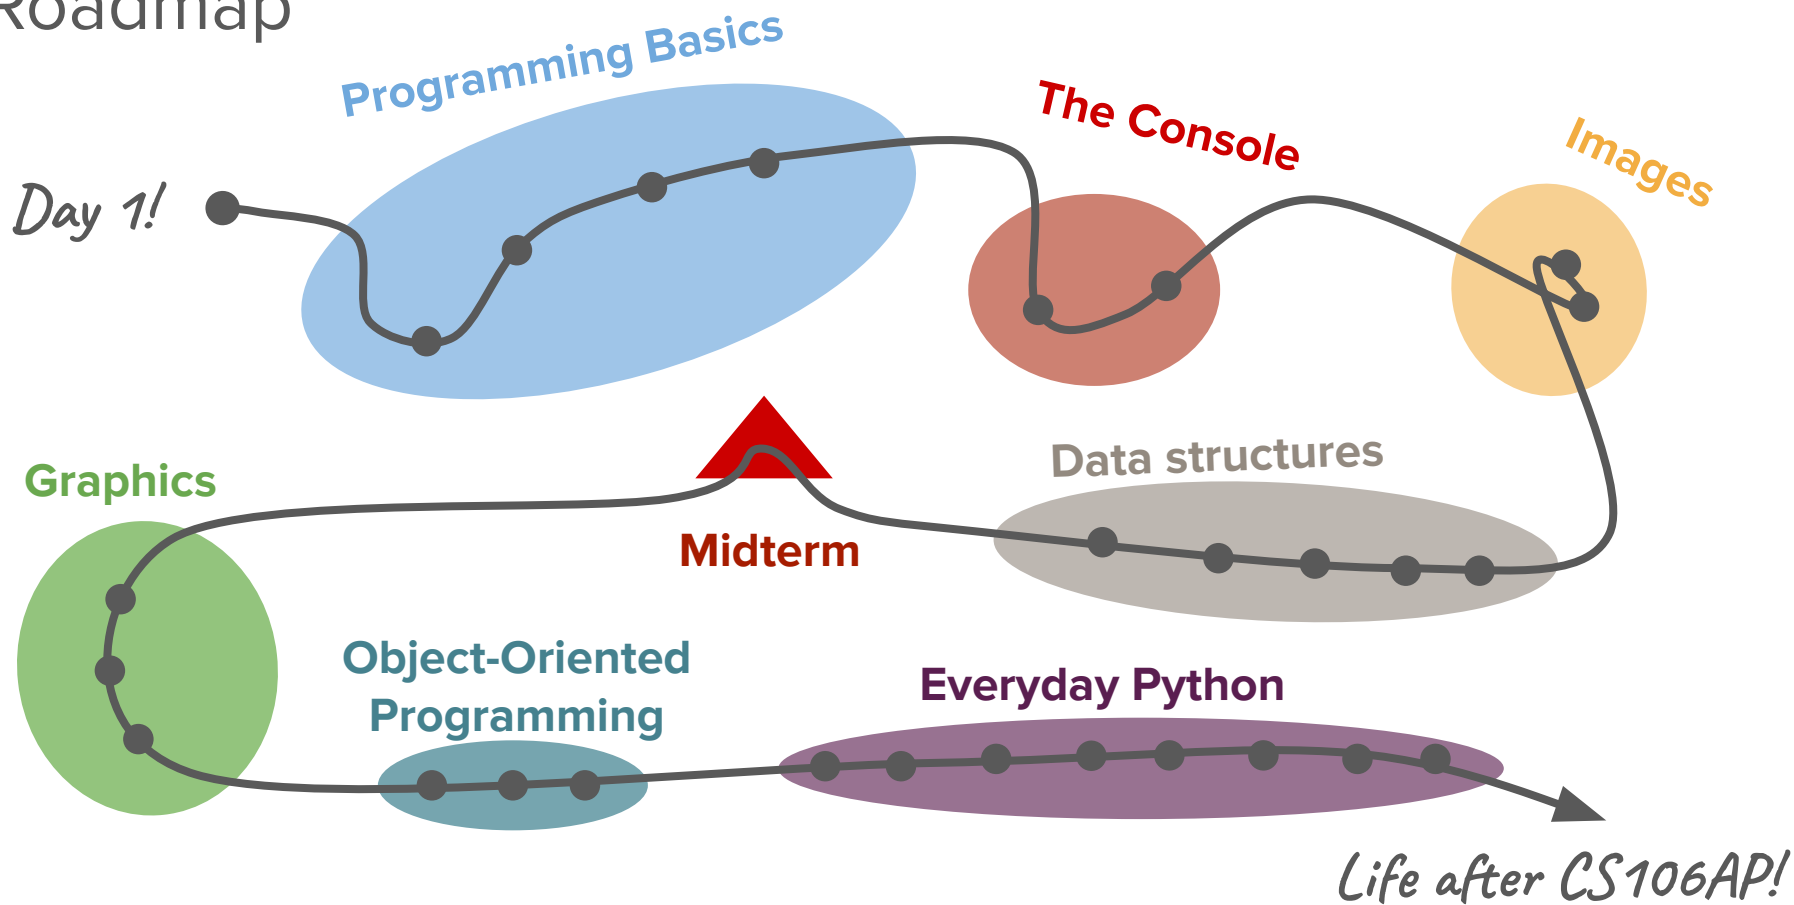 Roadmap
Programming Basics
The Console
Images
Day 1!
Data structures
Graphics
Midterm
Object-Oriented
Programming
Everyday Python
Life after CS106AP!